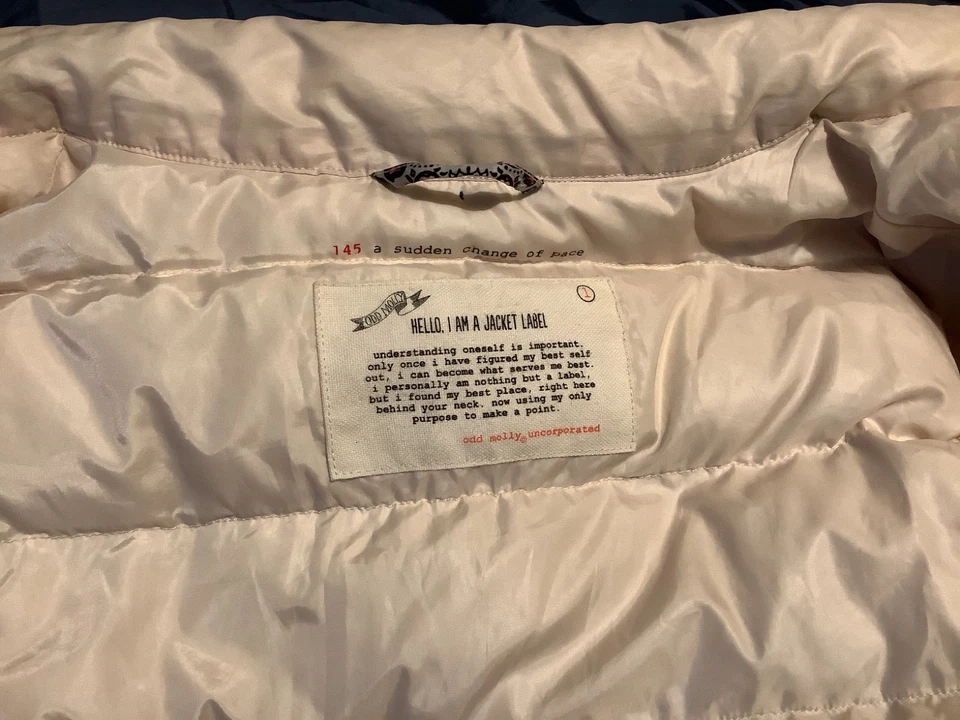 145 a sudden change of pace
ODD MOLLY
1
HELLO, I AM A JACKET LABEL
understanding oneself is important.
only once i have figured my best self
out, i can become what serves me best.
i personally am nothing but a label,
but i found my best place, right here
behind your neck. now using my only
purpose to make a point.
odd molly© uncorporated